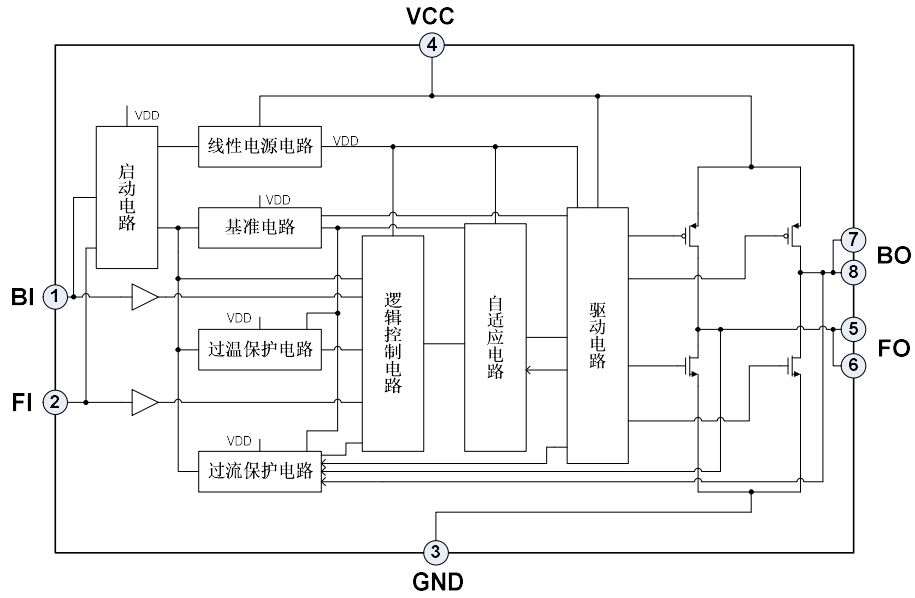 VCC
4
VDD
启动电路
线性电源电路
VDD
VDD
基准电路
7
BO
8
BI
1
逻辑控制电路
自适应电路
驱动电路
VDD
过温保护电路
5
FO
6
FI
2
VDD
过流保护电路
3
GND